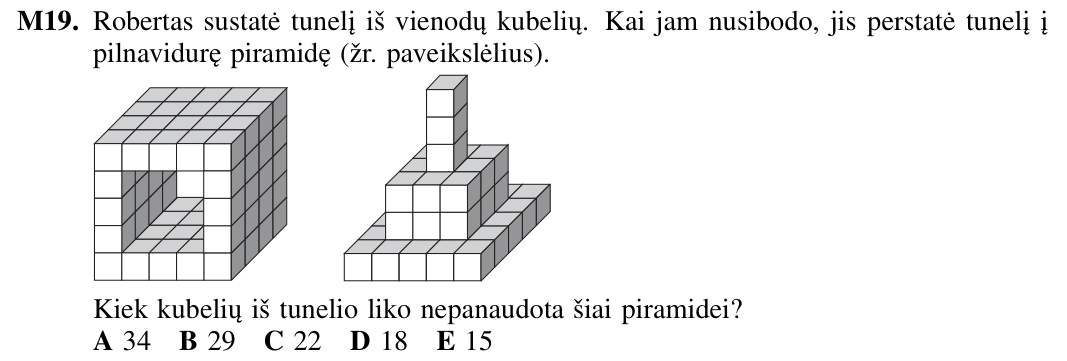 M19. Robertas sustatė tunelį iš vienodų kubelių. Kai jam nusibodo, jis perstatė tunelį į
pilnavidurę piramidę (žr. paveikslėlius).
Kiek kubelių iš tunelio liko nepanaudota šiai piramidei?
A 34 B 29 C 22 D 18 E 15